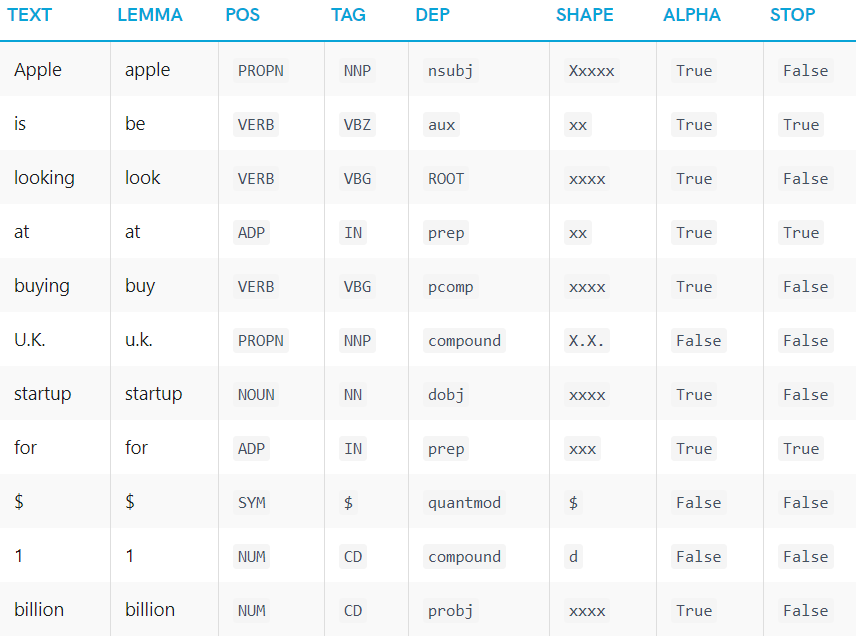 TEXT LEMMA POS TAG DEP SHAPE ALPHA STOP
Apple apple PROPN NNP nsubj Xxxxx True False
is be VERB VBZ aux xx True True
looking look VERB VBG ROOT xxxx True False
at at ADP IN prep xx True True
buying buy VERB VBG pcomp xxxx True False
U.K. u.k. PROPN NNP compound X.X. False False
startup startup NOUN NN dobj xxxx True False
for for ADP IN prep xxx True True
$ $ SYM $ quantmod $ False False
1 1 NUM CD compound d False False
billion billion NUM CD probj xxxx True False